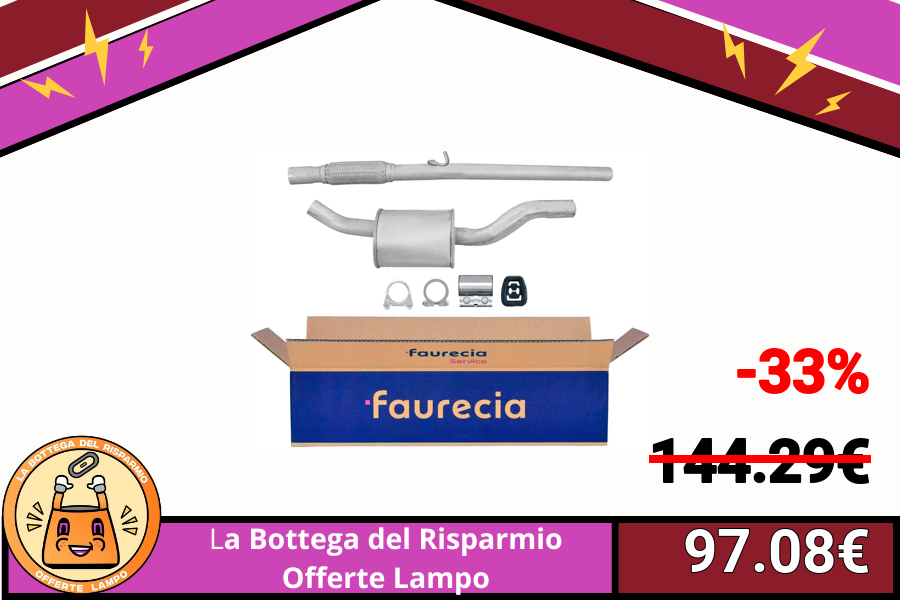 faurecia
Service
faurecia
-33%
144.29€
LA BOTTEGA DEL RISPARMIO
OFFERTE LAMPO
La Bottega del Risparmio
Offerte Lampo
97.08€